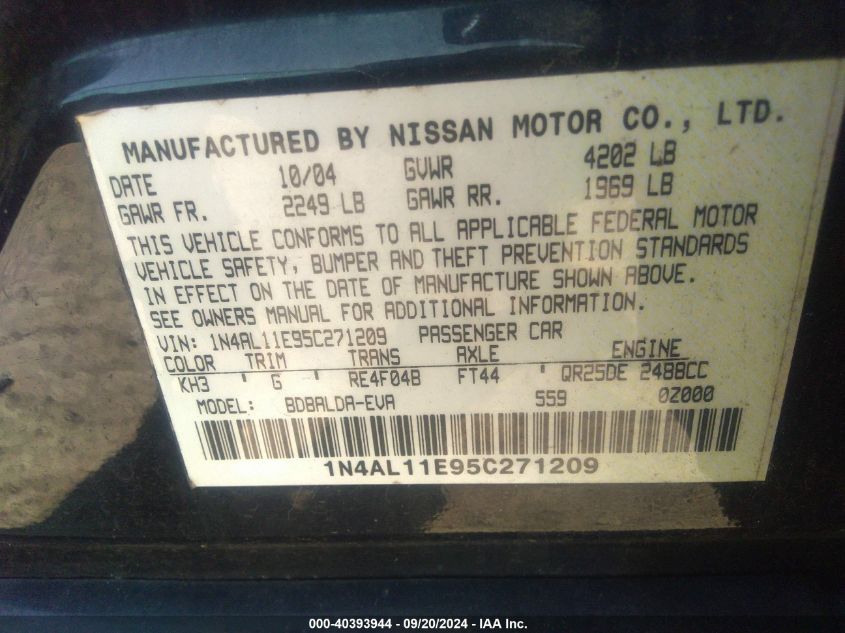 MANUFACTURED BY NISSAN MOTOR CO., LTD.
DATE 10/04 GVWR 4202 LB
GAWR FR. 2249 LB GAWR RR. 1969 LB
THIS VEHICLE CONFORMS TO ALL APPLICABLE FEDERAL MOTOR
VEHICLE SAFETY, BUMPER AND THEFT PREVENTION STANDARDS
IN EFFECT ON THE DATE OF MANUFACTURE SHOWN ABOVE.
SEE OWNERS MANUAL FOR ADDITIONAL INFORMATION.
VIN: 1N4AL11E95C271209 PASSENGER CAR
COLOR TRIM TRANS AXLE ENGINE
KH3 ' G ' RE4F04B FT44 ' QR25DE 2488CC
MODEL: BDBALDA-EVA 559 0Z000
1N4AL11E95C271209
000-40393944 / 09/20/2024 - IAA Inc.